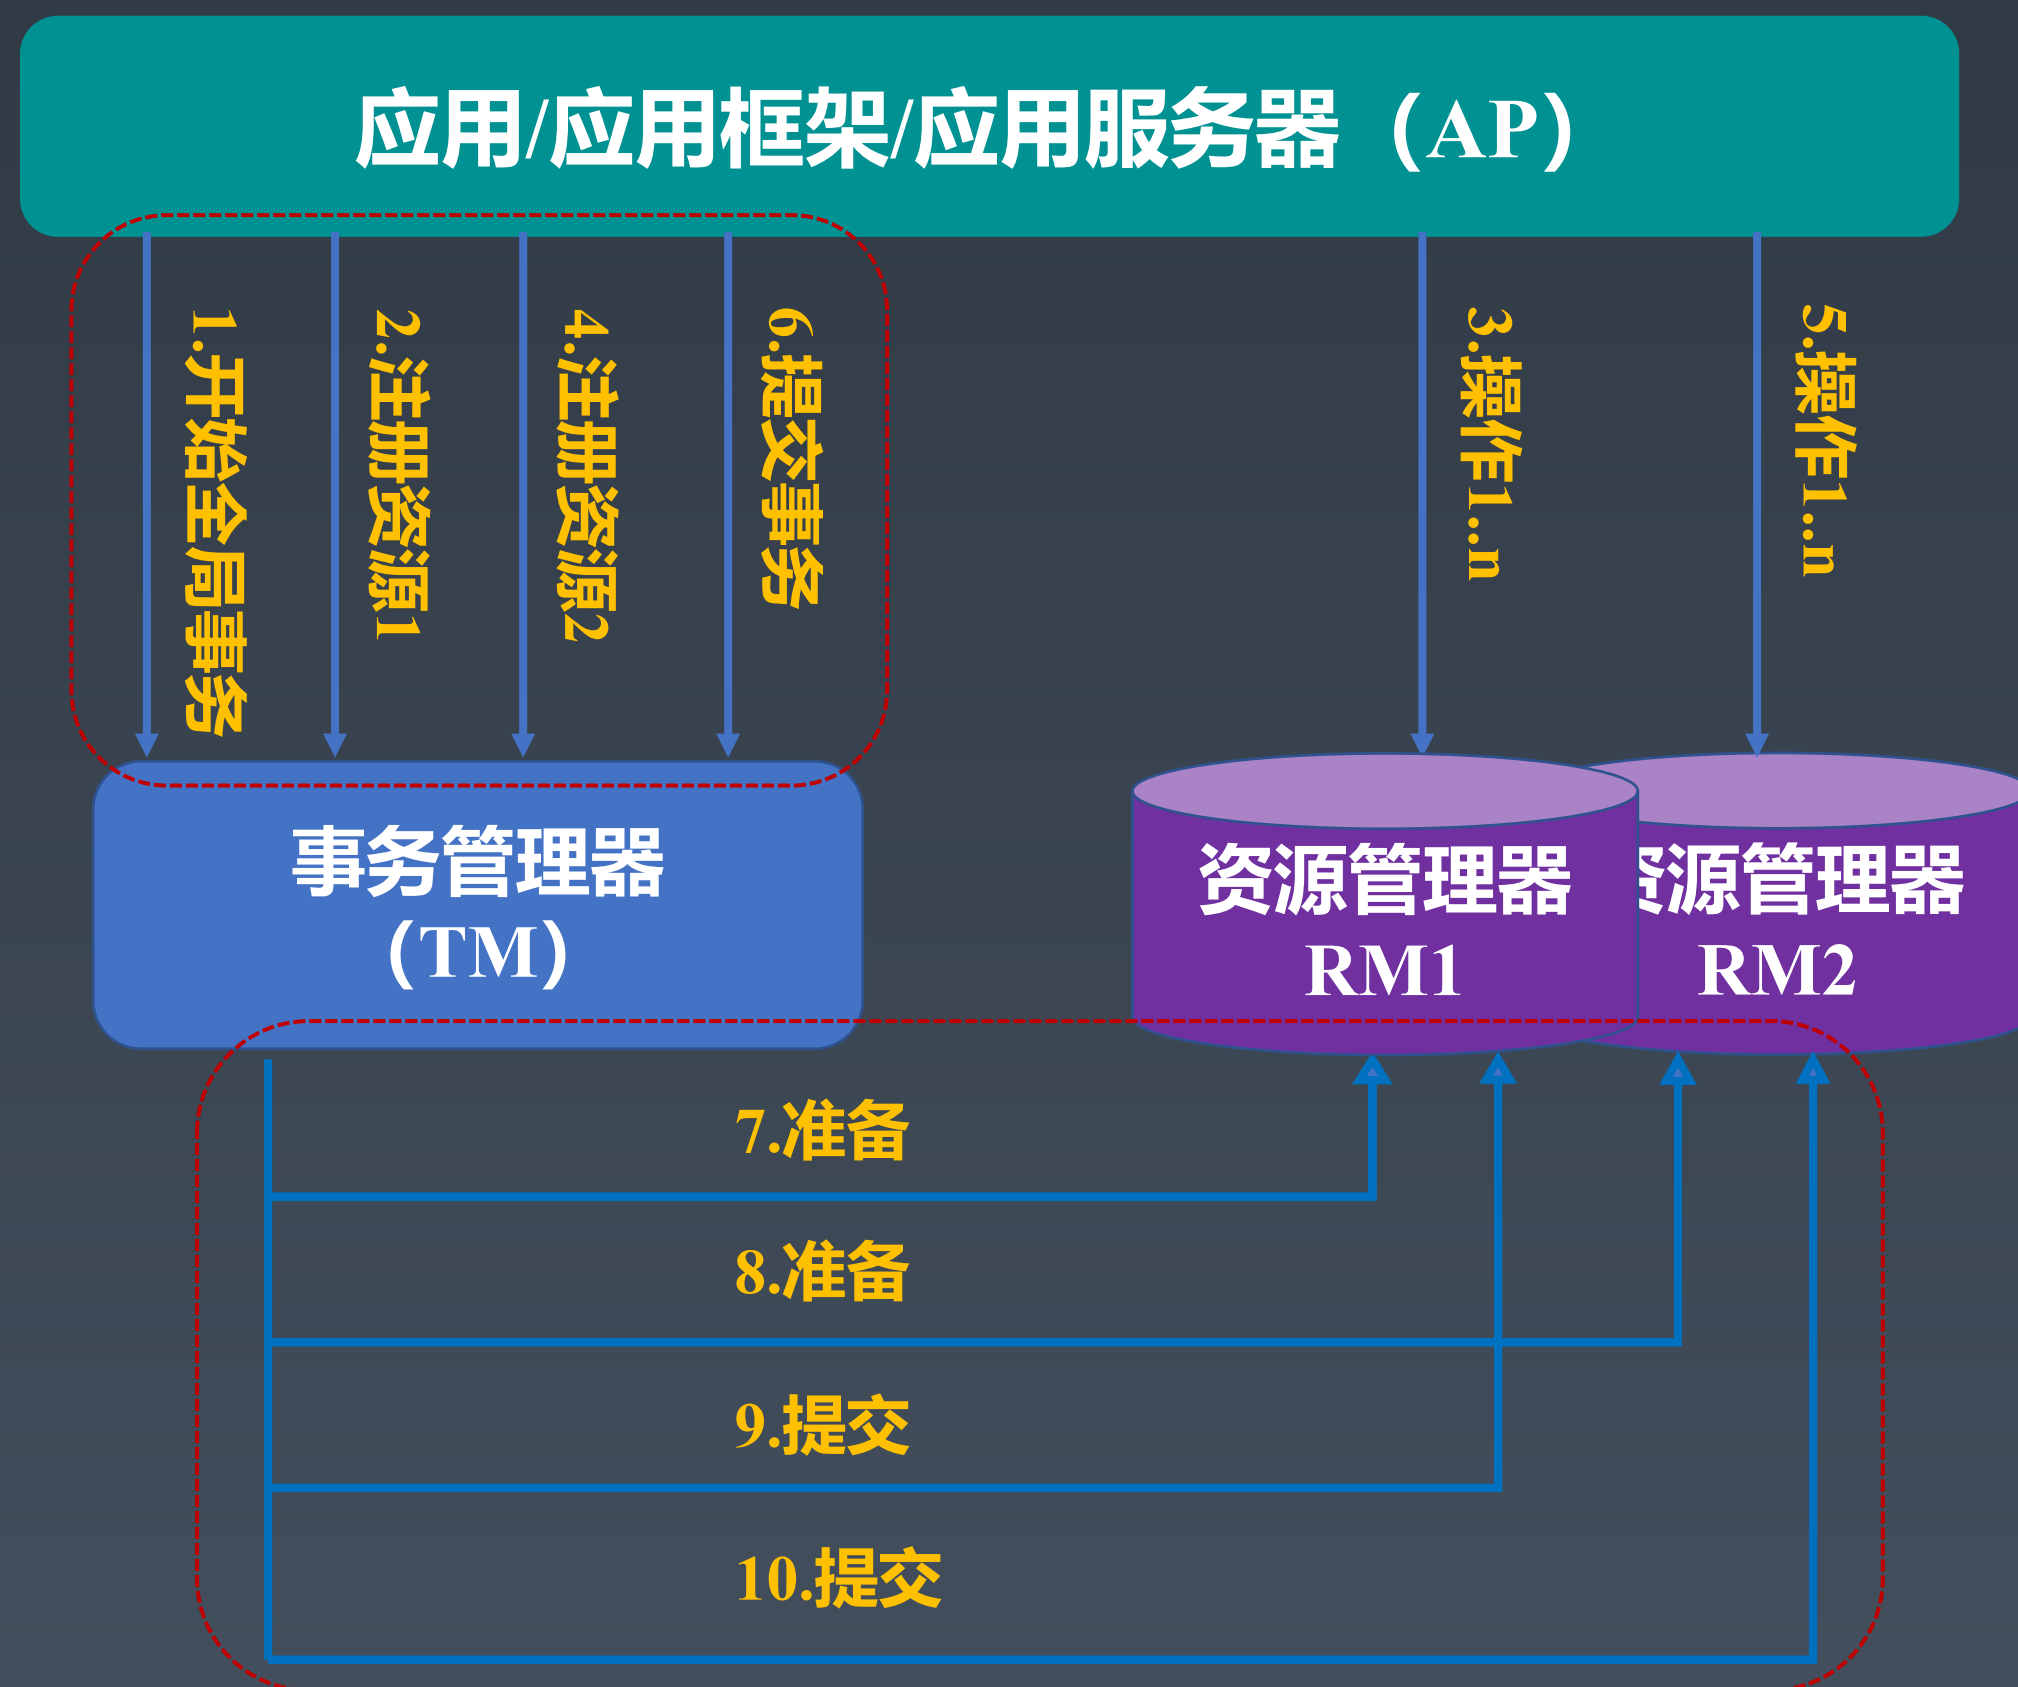 应用/应用框架/应用服务器（AP）
1.开始全局事务
2.注册资源1
4.注册资源2
6.提交事务
3.操作1..n
5.操作1..n
事务管理器
（TM）
资源管理器
RM1
资源管理器
RM2
7.准备
8.准备
9.提交
10.提交